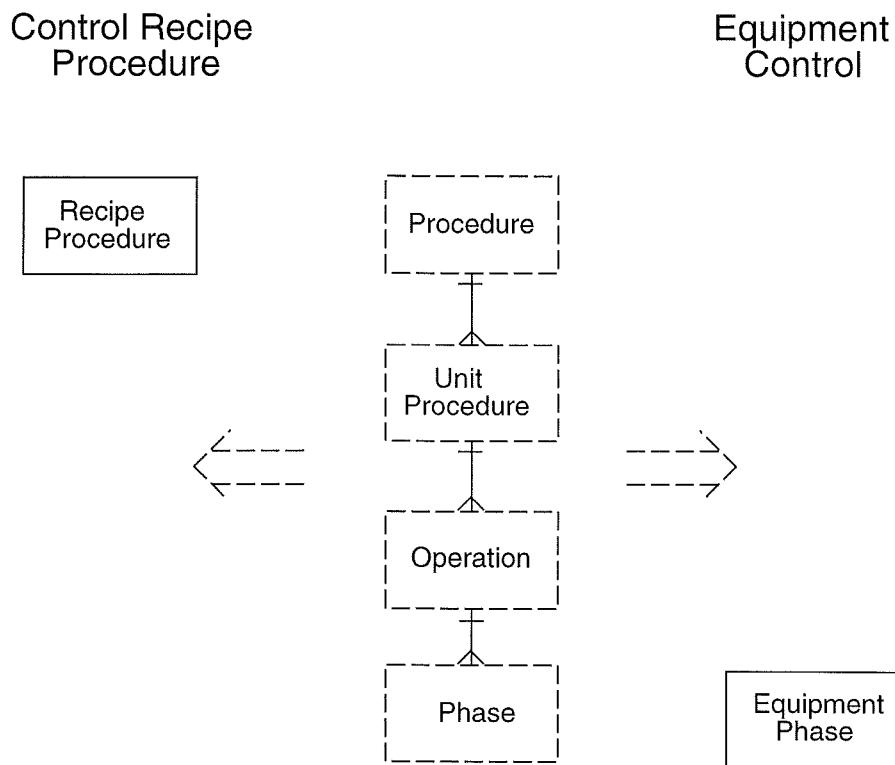 Control Recipe
Procedure
Equipment
Control
Recipe
Procedure
Procedure
Unit
Procedure
Operation
Phase
Equipment
Phase